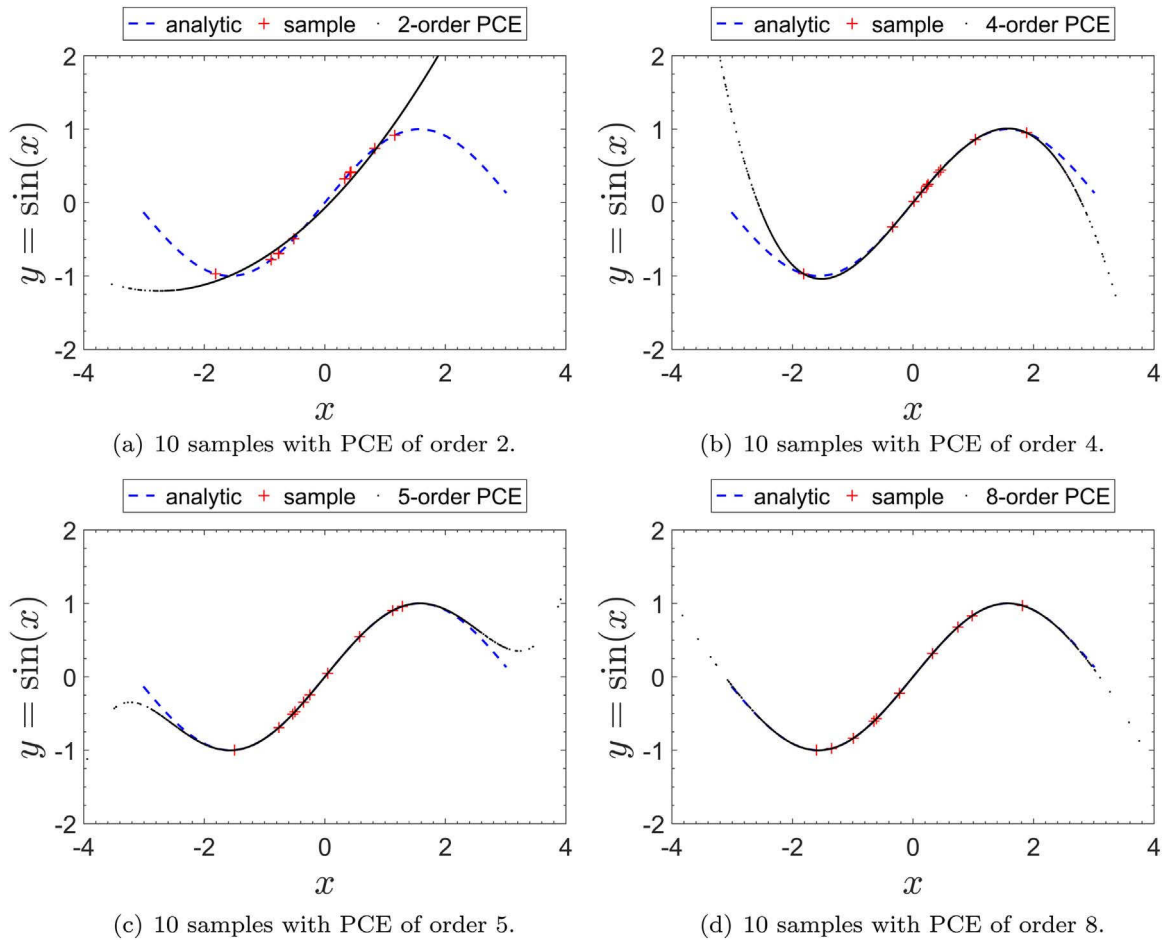 analytic sample 2-order PCE
analytic sample 4-order PCE
2
1
0
-1
-2
y = sin(x)
-4 -2 0 2 4
x
2
1
0
-1
-2
y = sin(x)
-4 -2 0 2 4
x
(a) 10 samples with PCE of order 2.
(b) 10 samples with PCE of order 4.
analytic sample 5-order PCE
analytic sample 8-order PCE
2
1
0
-1
-2
y = sin(x)
-4 -2 0 2 4
x
2
1
0
-1
-2
y = sin(x)
-4 -2 0 2 4
x
(c) 10 samples with PCE of order 5.
(d) 10 samples with PCE of order 8.